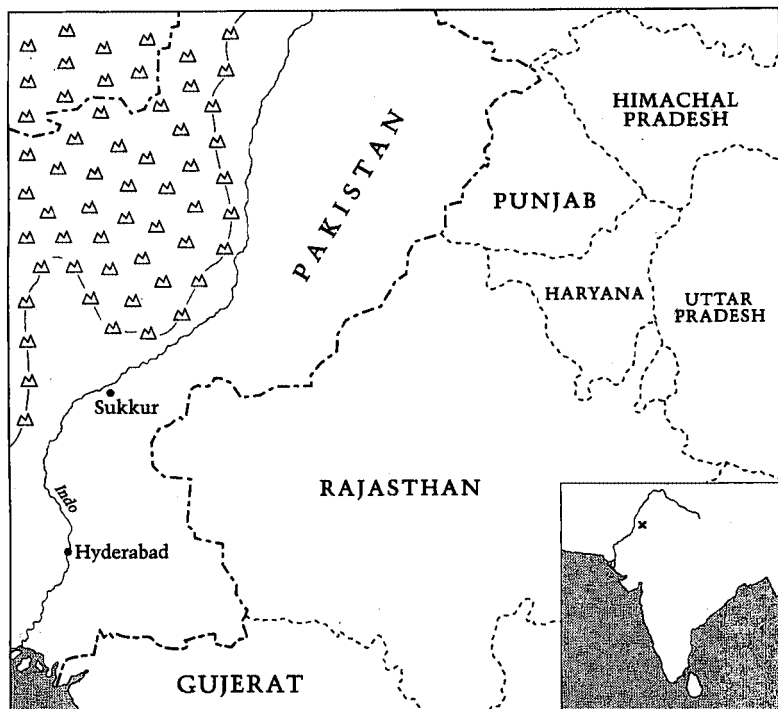 HIMACHAL
PRADESH
PAKISTAN
PUNJAB
HARYANA
UTTAR
PRADESH
Sukkur
RAJASTHAN
Indo
Hyderabad
GUJERAT
x